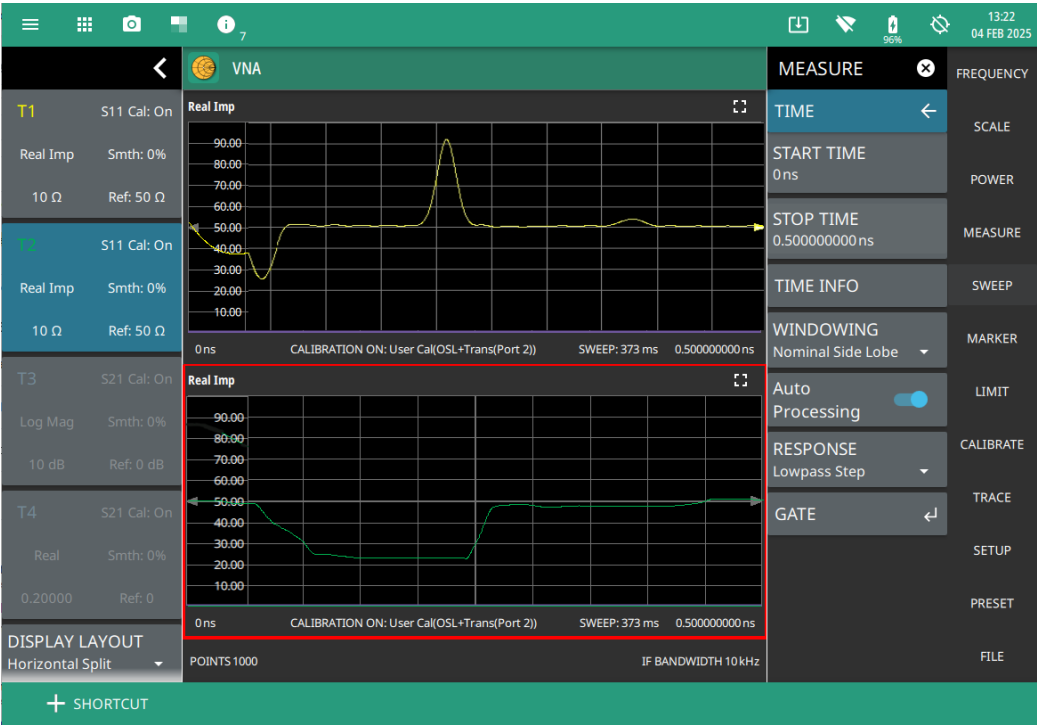 7
96%
13:22
04 FEB 2025
VNA
T1 S11 Cal: On
Real Imp Smth: 0%
10 Ω Ref: 50 Ω
T2 S11 Cal: On
Real Imp Smth: 0%
10 Ω Ref: 50 Ω
T3 S21 Cal: On
Log Mag Smth: 0%
10 dB Ref: 0 dB
T4 S21 Cal: On
Real Smth: 0%
0.20000 Ref: 0
DISPLAY LAYOUT
Horizontal Split
Real Imp
90.00
80.00
70.00
60.00
50.00
40.00
30.00
20.00
10.00
0 ns CALIBRATION ON: User Cal(OSL+Trans(Port 2)) SWEEP: 373 ms 0.500000000 ns
Real Imp
90.00
80.00
70.00
60.00
50.00
40.00
30.00
20.00
10.00
0 ns CALIBRATION ON: User Cal(OSL+Trans(Port 2)) SWEEP: 373 ms 0.500000000 ns
POINTS 1000 IF BANDWIDTH 10 kHz
MEASURE
TIME
START TIME
0 ns
STOP TIME
0.500000000 ns
TIME INFO
WINDOWING
Nominal Side Lobe
Auto
Processing
RESPONSE
Lowpass Step
GATE
FREQUENCY
SCALE
POWER
MEASURE
SWEEP
MARKER
LIMIT
CALIBRATE
TRACE
SETUP
PRESET
FILE
SHORTCUT